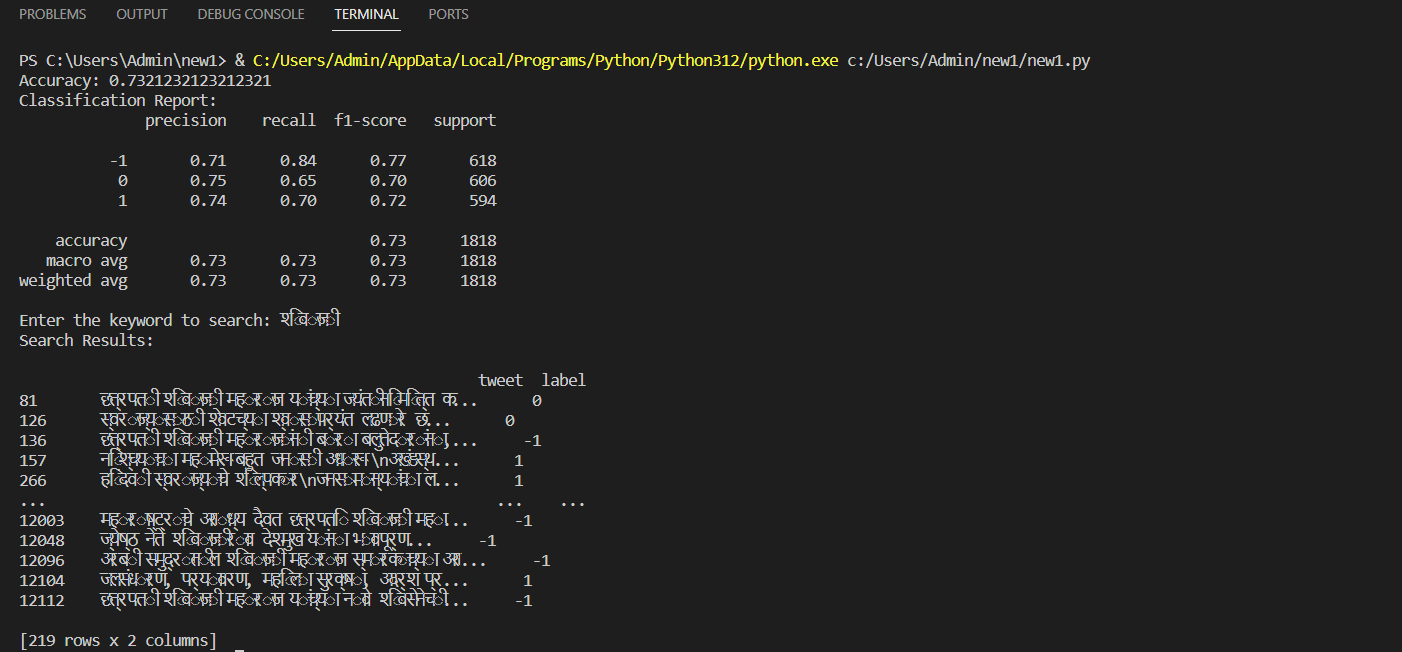 PROBLEMS OUTPUT DEBUG CONSOLE TERMINAL PORTS
PS C:\Users\Admin\new1> & C:/Users/Admin/AppData/Local/Programs/Python/Python312/python.exe c:/Users/Admin/new1/new1.py
Accuracy: 0.7321232123212321
Classification Report:
precision recall f1-score support
-1 0.71 0.84 0.77 618
0 0.75 0.65 0.70 606
1 0.74 0.70 0.72 594
accuracy 0.73 1818
macro avg 0.73 0.73 0.73 1818
weighted avg 0.73 0.73 0.73 1818
Enter the keyword to search: शिवाजी
Search Results:
tweet label
81 छत्रपती शिवाजी महाराज यांच्या जयंतीनिमित्त क... 0
126 स्वराज्यासाठी शेवटच्या श्वासापर्यंत लढणारे छ... 0
136 छत्रपती शिवाजी महाराजांनी बारा बलुतेदारांना,... -1
157 निश्चयाचा महामेरू बहुत जनासी आधारू \nअखंडस्थ... 1
266 हिंदवी स्वराज्याचे शिल्पकार \nजनसामान्यांचा ल... 1
... ... ...
12003 महाराष्ट्राचे आराध्य दैवत छत्रपति शिवाजी महा... -1
12048 ज्येष्ठ नेते शिवाजीराव देशमुख यांना भावपूर्ण... -1
12096 अरबी समुद्रातील शिवाजी महाराज स्मारकाच्या आरा... -1
12104 जलसंधारण, पर्यावरण, महिला सुरक्षा, आदर्श प्र... 1
12112 छत्रपती शिवाजी महाराज यांच्या नावे शिवसेनेची... -1
[219 rows x 2 columns]